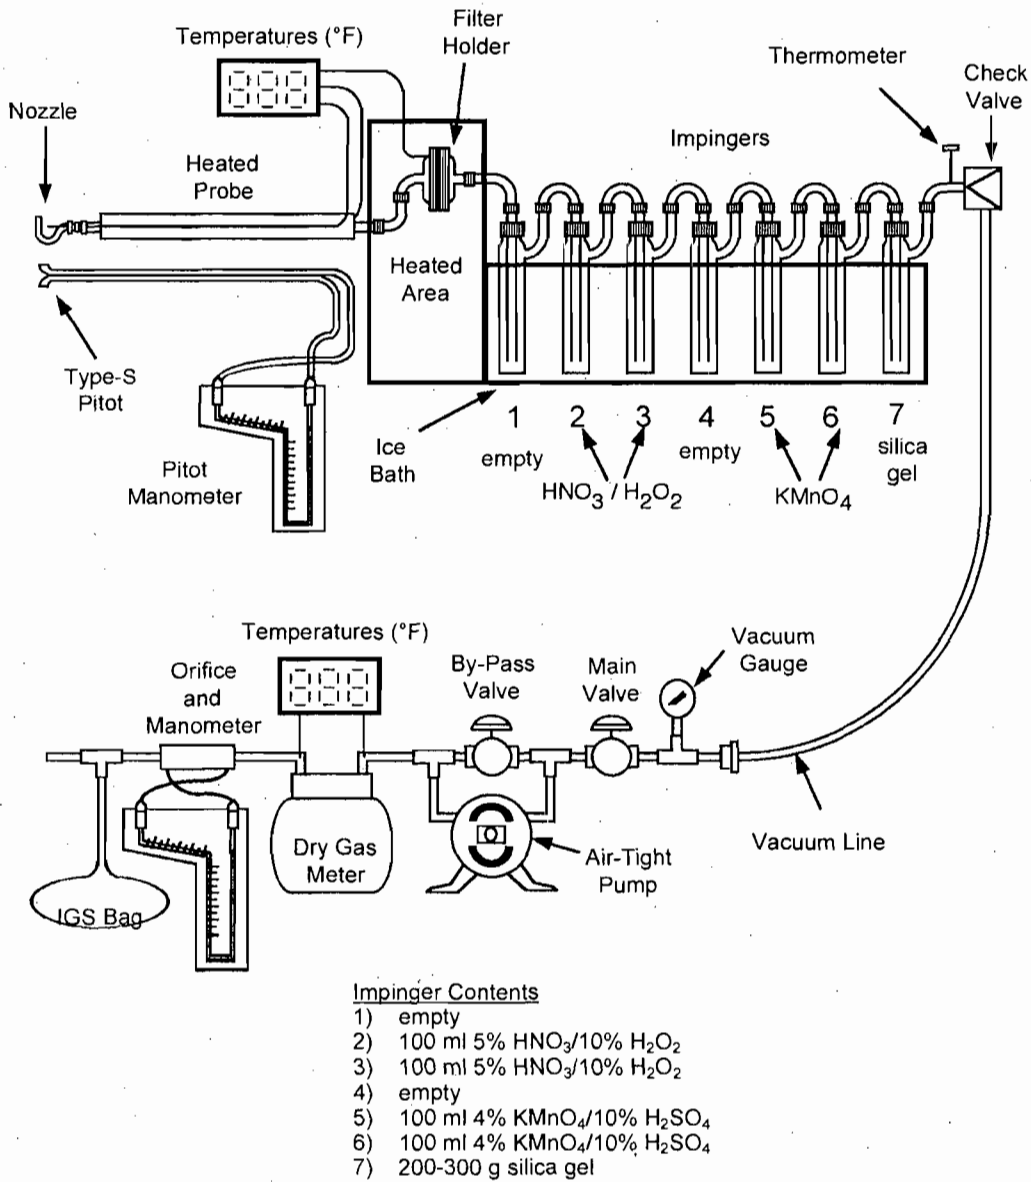 Temperatures (°F)
Filter
Holder
Thermometer
Check
Valve
Nozzle
Heated
Probe
Impingers
Heated
Area
Type-S
Pitot
Pitot
Manometer
Ice
Bath
1 2 3 4 5 6 7
empty
empty
silica
gel
HNO3 / H2O2
KMnO4
Temperatures (°F)
Orifice
and
Manometer
By-Pass
Valve
Main
Valve
Vacuum
Gauge
Vacuum Line
Dry Gas
Meter
Air-Tight
Pump
IGS Bag
Impinger Contents
1) empty
2) 100 ml 5% HNO3/10% H2O2
3) 100 ml 5% HNO3/10% H2O2
4) empty
5) 100 ml 4% KMnO4/10% H2SO4
6) 100 ml 4% KMnO4/10% H2SO4
7) 200-300 g silica gel